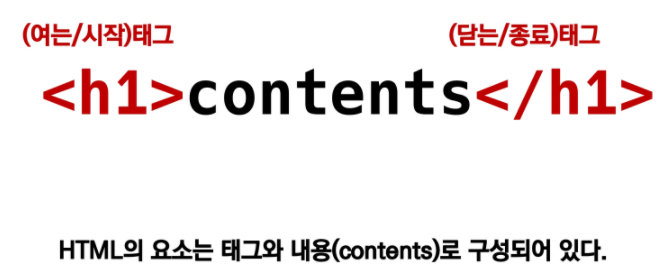 (여는/시작)태그 (닫는/종료)태그
<h1>contents</h1>
HTML의 요소는 태그와 내용(contents)로 구성되어 있다.